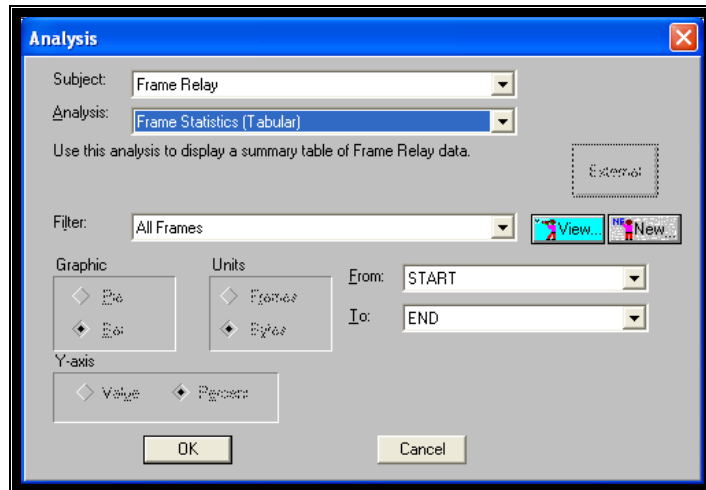 Analysis
Subject: Frame Relay
Analysis: Frame Statistics (Tabular)
Use this analysis to display a summary table of Frame Relay data.
External
Filter: All Frames View... NEW New...
Graphic Units From: START
Pie Frames
Bar Bytes To: END
Y-axis
Value Percent
OK Cancel